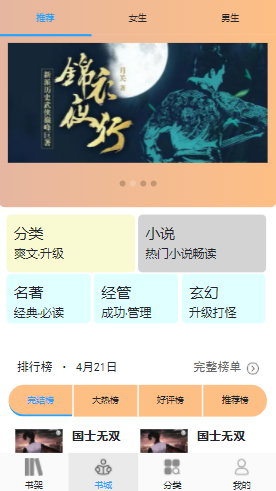 推荐
女生
男生
新派历史武侠巅峰巨著
錦衣夜行
月关 著
分类
爽文·升级
小说
热门小说畅读
名著
经典·必读
经管
成功·管理
玄幻
升级打怪
排行榜 · 4月21日
完整榜单
完结榜
大热榜
好评榜
推荐榜
国士无双
国士无双
书架
书城
分类
我的